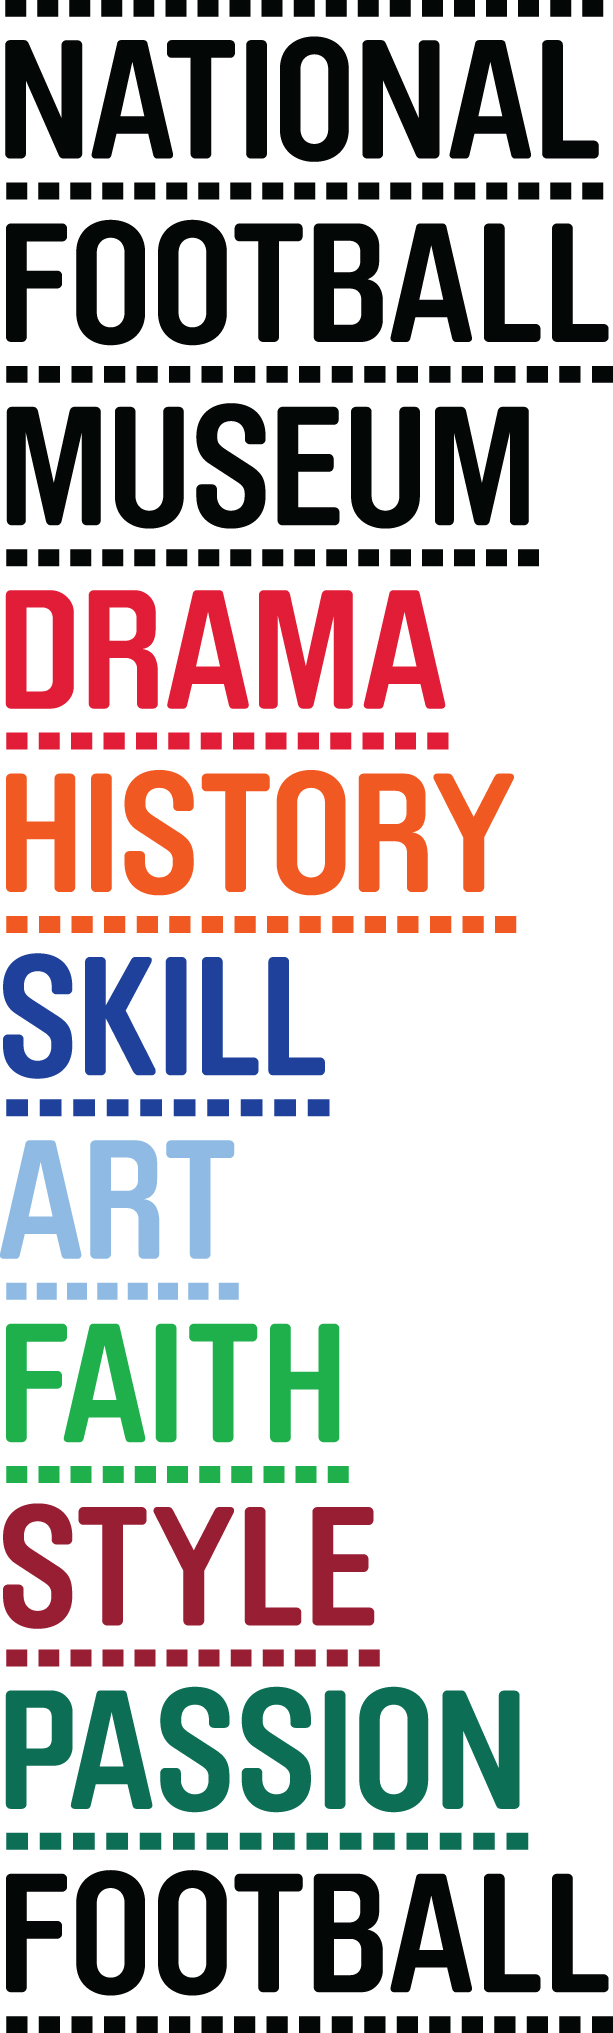 NATIONAL
FOOTBALL
MUSEUM
DRAMA
HISTORY
SKILL
ART
FAITH
STYLE
PASSION
FOOTBALL